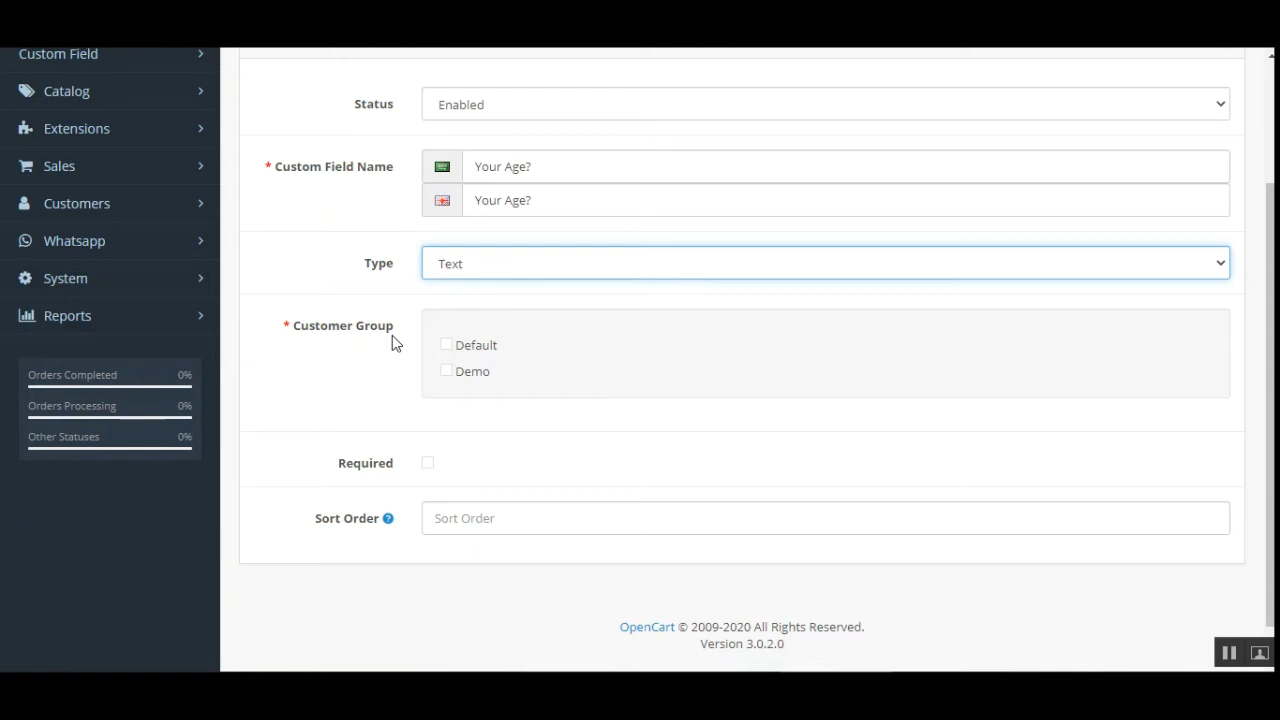 Custom Field
Catalog
Extensions
Sales
Customers
Whatsapp
System
Reports
Orders Completed 0%
Orders Processing 0%
Other Statuses 0%
Status Enabled
* Custom Field Name Your Age?
Your Age?
Type Text
* Customer Group
Default
Demo
Required
Sort Order ? Sort Order
OpenCart © 2009-2020 All Rights Reserved.
Version 3.0.2.0